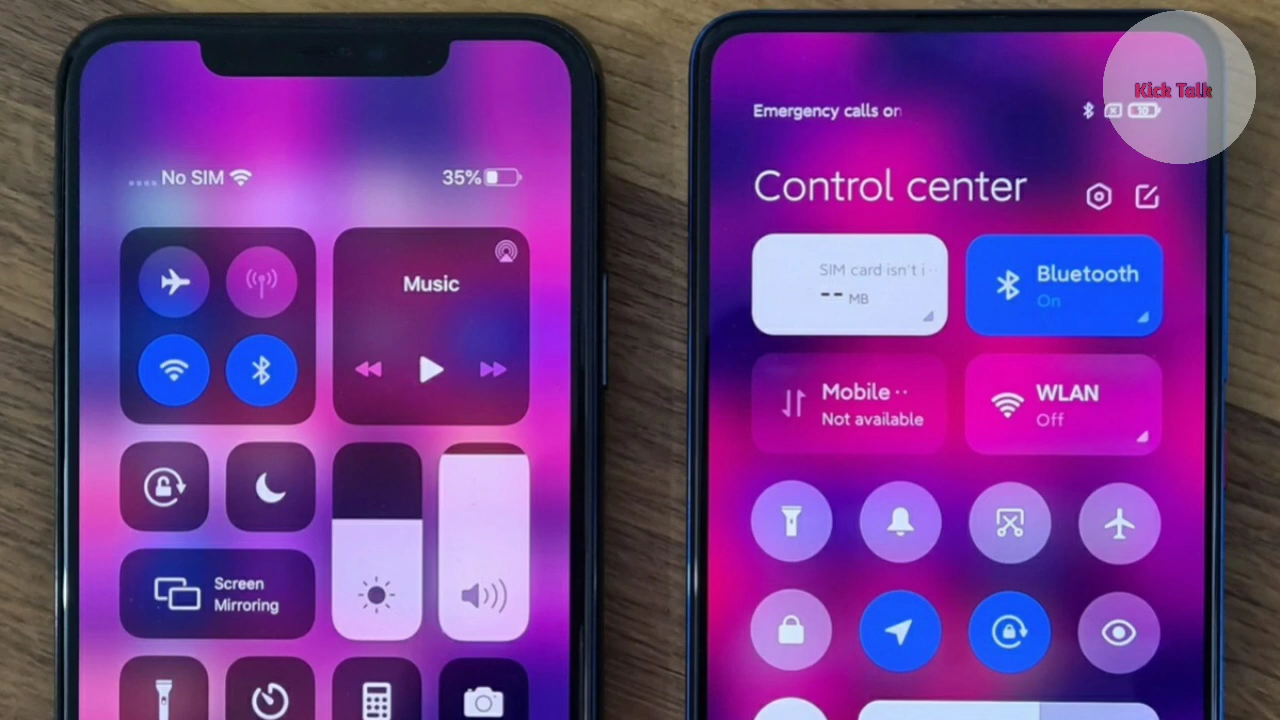 No SIM
35%
Music
Screen
Mirroring
Kick Talk
Emergency calls on
10
Control center
SIM card isn't i··
-- MB
Bluetooth
On
Mobile ··
Not available
WLAN
Off